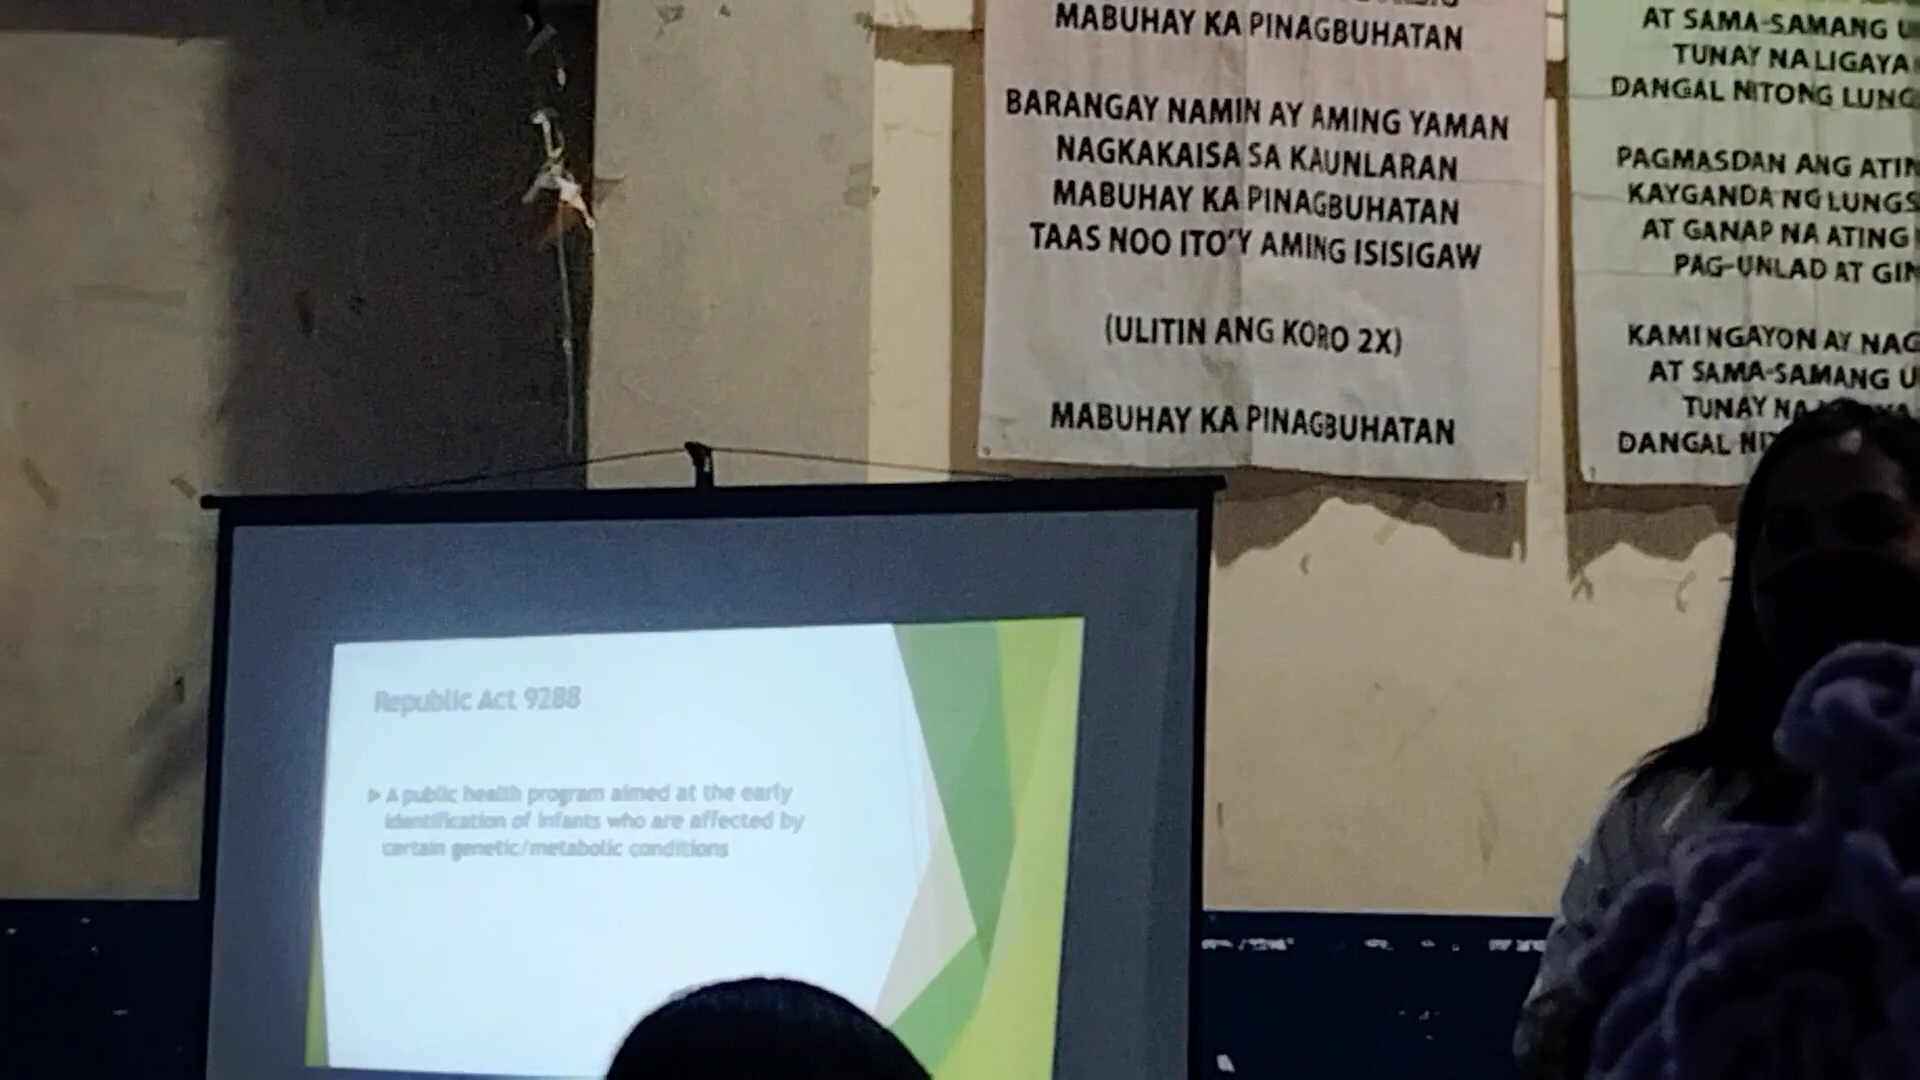 MABUHAY KA PINAGBUHATAN
BARANGAY NAMIN AY AMING YAMAN
NAGKAKAISA SA KAUNLARAN
MABUHAY KA PINAGBUHATAN
TAAS NOO ITO'Y AMING ISISIGAW
(ULITIN ANG KORO 2X)
MABUHAY KA PINAGBUHATAN
AT SAMA-SAMANG
TUNAY NA LIGAYA
DANGAL NITONG
PAGMASDAN ANG
KAYGANDA NG
AT GANAP NA ATING
PAG-UNLAD AT
KAMI NGAYON AY
AT SAMA-SAMANG
TUNAY
DANGAL
Republic Act 9288
A public health program aimed at the early
identification of infants who are affected by
certain genetic/metabolic conditions